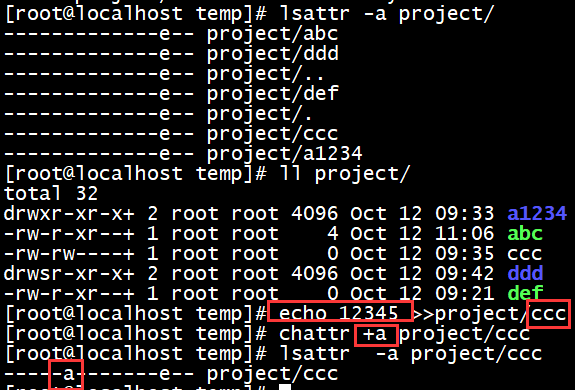 [root@localhost temp]# lsattr -a project/
-------------e-- project/abc
-------------e-- project/ddd
-------------e-- project/..
-------------e-- project/def
-------------e-- project/.
-------------e-- project/ccc
-------------e-- project/a1234
[root@localhost temp]# ll project/
total 32
drwxr-xr-x+ 2 root root 4096 Oct 12 09:33 a1234
-rw-r-xr--+ 1 root root    4 Oct 12 11:06 abc
-rw-rw----+ 1 root root    0 Oct 12 09:35 ccc
drwsr-xr-x+ 2 root root 4096 Oct 12 09:42 ddd
-rw-r-xr--+ 1 root root    0 Oct 12 09:21 def
[root@localhost temp]# echo 12345 >>project/ccc
[root@localhost temp]# chattr +a project/ccc
[root@localhost temp]# lsattr  -a project/ccc
-----a-------e-- project/ccc